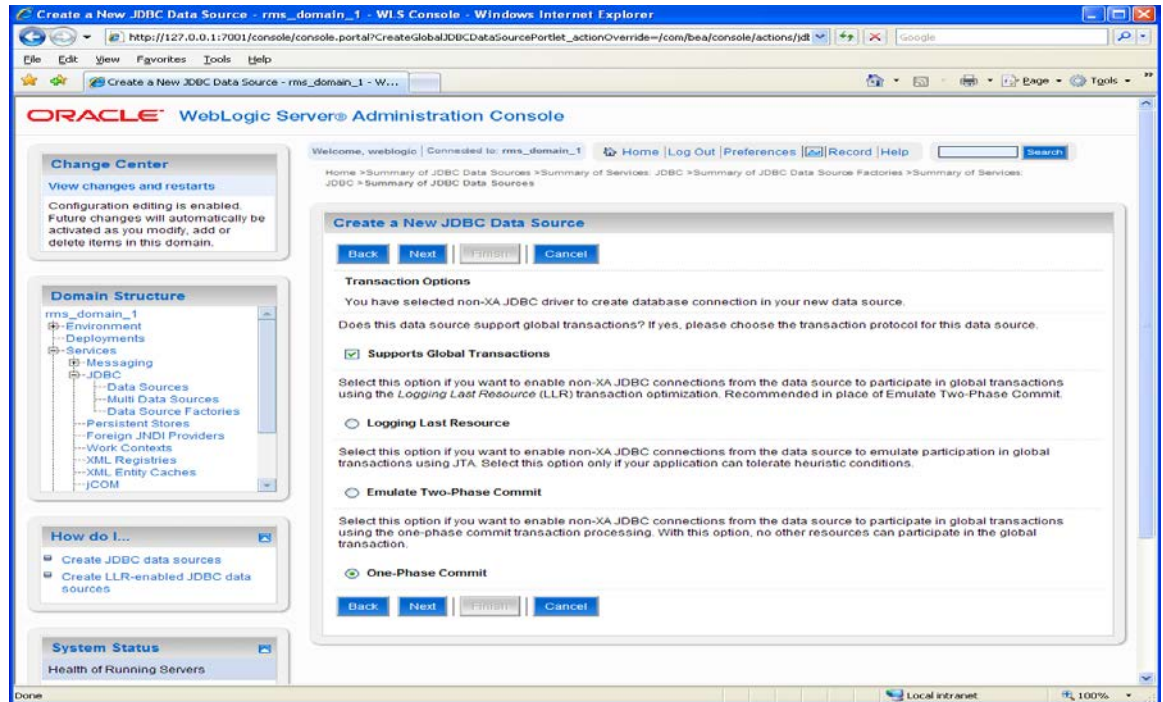 Create a New JDBC Data Source - rms_domain_1 - WLS Console - Windows Internet Explorer
http://127.0.0.1:7001/console/console.portal?CreateGlobalJDBCDataSourcePortlet_actionOverride=/com/bea/console/actions/jdb
Google
File Edit View Favorites Tools Help
Create a New JDBC Data Source - rms_domain_1 - W...
Page Tools
ORACLE WebLogic Server® Administration Console
Change Center
View changes and restarts
Configuration editing is enabled.
Future changes will automatically be
activated as you modify, add or
delete items in this domain.
Domain Structure
rms_domain_1
Environment
Deployments
Services
Messaging
JDBC
Data Sources
Multi Data Sources
Data Source Factories
Persistent Stores
Foreign JNDI Providers
Work Contexts
XML Registries
XML Entity Caches
jCOM
How do I...
Create JDBC data sources
Create LLR-enabled JDBC data
sources
System Status
Health of Running Servers
Welcome, weblogic Connected to: rms_domain_1 Home Log Out Preferences Record Help Search
Home >Summary of JDBC Data Sources >Summary of Services: JDBC >Summary of JDBC Data Source Factories >Summary of Services:
JDBC >Summary of JDBC Data Sources
Create a New JDBC Data Source
Back Next Finish Cancel
Transaction Options
You have selected non-XA JDBC driver to create database connection in your new data source.
Does this data source support global transactions? If yes, please choose the transaction protocol for this data source.
Supports Global Transactions
Select this option if you want to enable non-XA JDBC connections from the data source to participate in global transactions
using the Logging Last Resource (LLR) transaction optimization. Recommended in place of Emulate Two-Phase Commit.
Logging Last Resource
Select this option if you want to enable non-XA JDBC connections from the data source to emulate participation in global
transactions using JTA. Select this option only if your application can tolerate heuristic conditions.
Emulate Two-Phase Commit
Select this option if you want to enable non-XA JDBC connections from the data source to participate in global transactions
using the one-phase commit transaction processing. With this option, no other resources can participate in the global
transaction.
One-Phase Commit
Back Next Finish Cancel
Done
Local intranet
100%